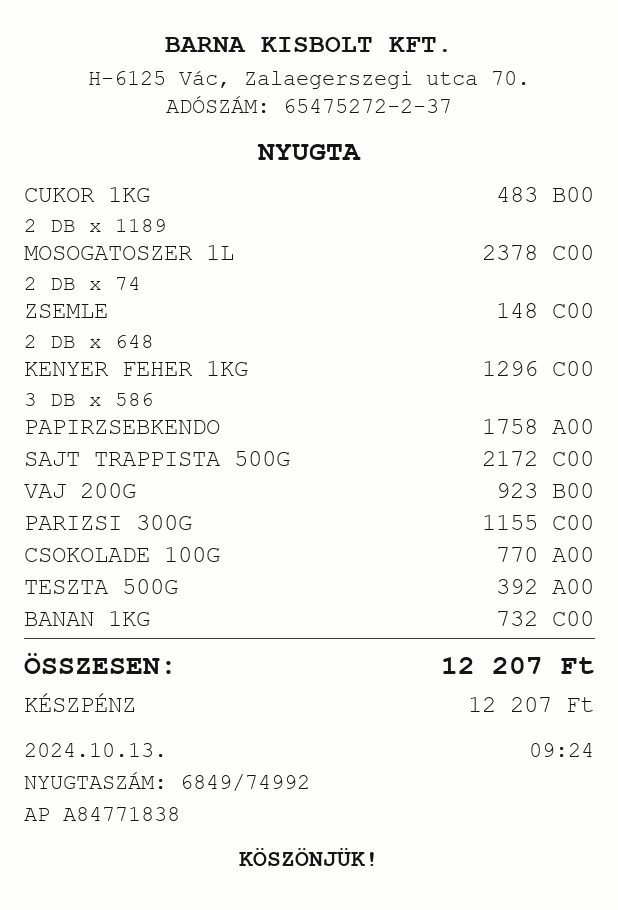 BARNA KISBOLT KFT.
H-6125 Vác, Zalaegerszegi utca 70.
ADÓSZÁM: 65475272-2-37
NYUGTA
CUKOR 1KG 483 B00
2 DB x 1189
MOSOGATOSZER 1L 2378 C00
2 DB x 74
ZSEMLE 148 C00
2 DB x 648
KENYER FEHER 1KG 1296 C00
3 DB x 586
PAPIRZSEBKENDO 1758 A00
SAJT TRAPPISTA 500G 2172 C00
VAJ 200G 923 B00
PARIZSI 300G 1155 C00
CSOKOLADE 100G 770 A00
TESZTA 500G 392 A00
BANAN 1KG 732 C00
ÖSSZESEN: 12 207 Ft
KÉSZPÉNZ 12 207 Ft
2024.10.13. 09:24
NYUGTASZÁM: 6849/74992
AP A84771838
KÖSZÖNJÜK!